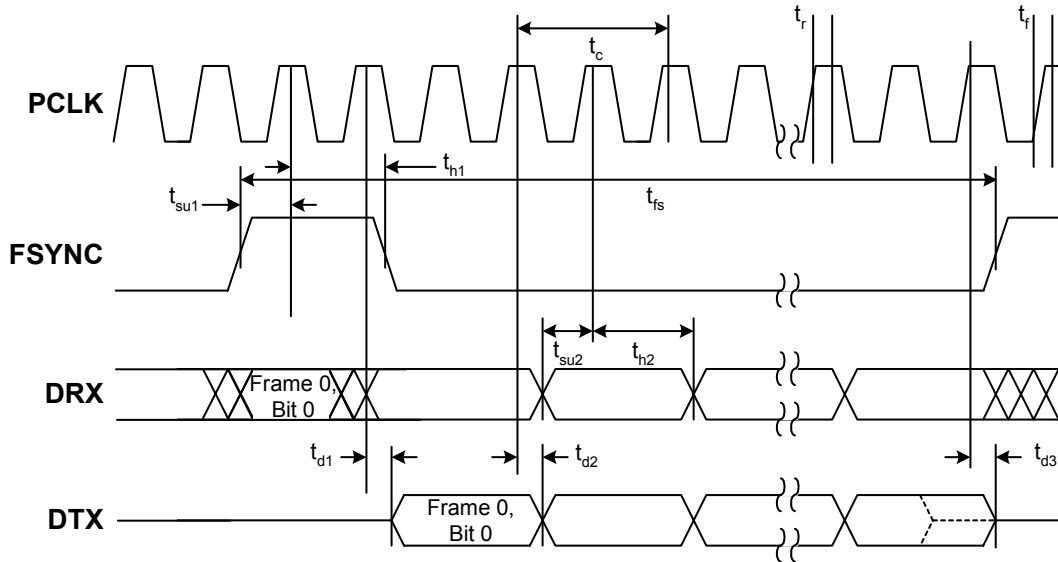 t_r
t_f
t_c
PCLK
t_h1
t_su1
t_fs
FSYNC
t_su2
t_h2
DRX
Frame 0,
Bit 0
t_d1
t_d2
t_d3
DTX
Frame 0,
Bit 0